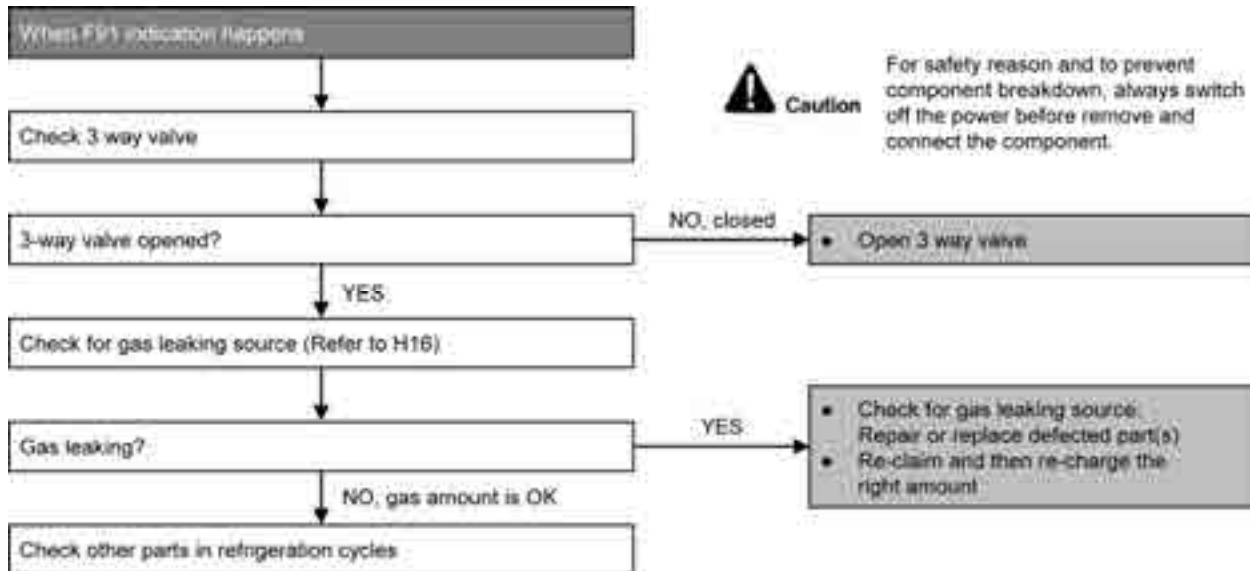 When F91 indication happens
Check 3 way valve
3-way valve opened?
NO, closed
Open 3 way valve
YES
Check for gas leaking source (Refer to H16)
Gas leaking?
YES
Check for gas leaking source.
Repair or replace defected part(s)
Re-claim and then re-charge the
right amount
NO, gas amount is OK
Check other parts in refrigeration cycles
Caution
For safety reason and to prevent
component breakdown, always switch
off the power before remove and
connect the component.